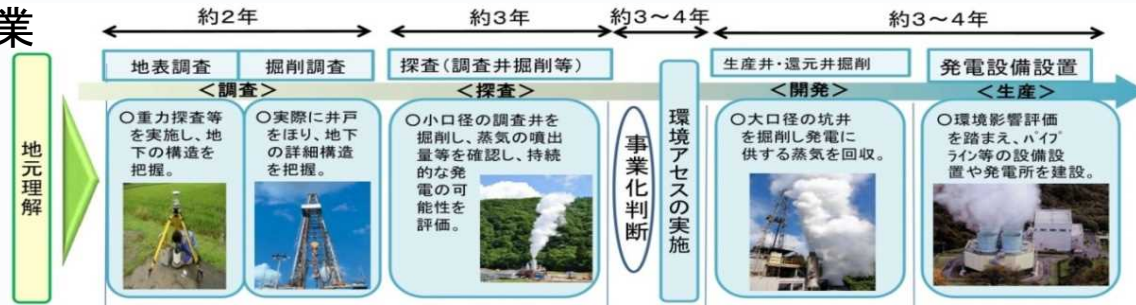 業
約2年
約3年
約3～4年
約3～4年
地元理解
地表調査
掘削調査
探査(調査井掘削等)
生産井・還元井掘削
発電設備設置
＜調査＞
＜探査＞
＜開発＞
＜生産＞
○重力探査等
を実施し、地
下の構造を
把握。
○実際に井戸
をほり、地下
の詳細構造
を把握。
○小口径の調査井を
掘削し、蒸気の噴出
量等を確認し、持続
的な発
電の可
能性を
評価。
事業化判断
環境アセスの実施
○大口径の坑井
を掘削し発電に
供する蒸気を回収。
○環境影響評価
を踏まえ、ﾊﾟｲﾌﾟ
ﾗｲﾝ等の設備設
置や発電所を建設。